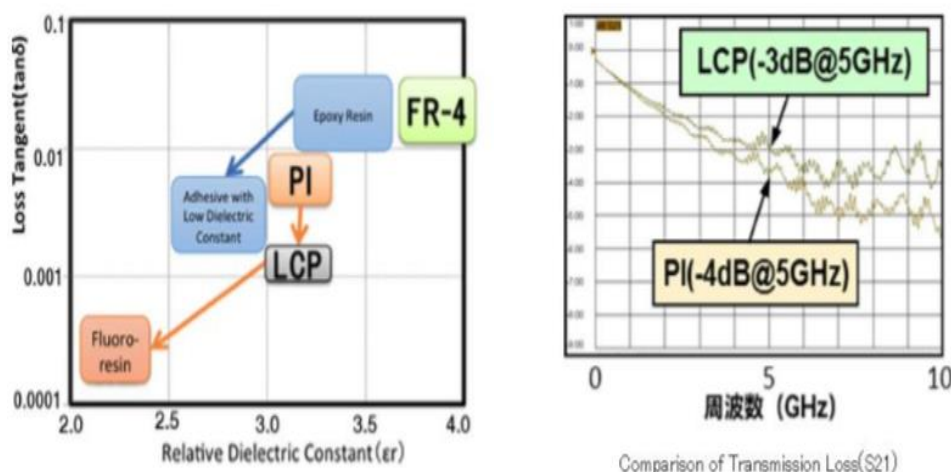 Loss Tangent(tanδ)
0.1
0.01
0.001
0.0001
Epoxy Resin
FR-4
PI
Adhesive with
Low Dielectric
Constant
LCP
Fluoro-
resin
2.0
2.5
3.0
3.5
4.0
Relative Dielectric Constant(εr)
LCP(-3dB@5GHz)
PI(-4dB@5GHz)
0
5
10
周波数 (GHz)
Comparison of Transmission Loss(S21)